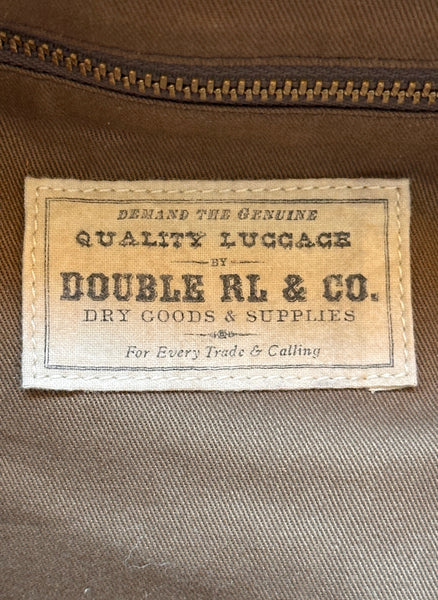 DEMAND THE GENUINE
QUALITY LUGGAGE
BY
DOUBLE RL & CO.
DRY GOODS & SUPPLIES
For Every Trade & Calling